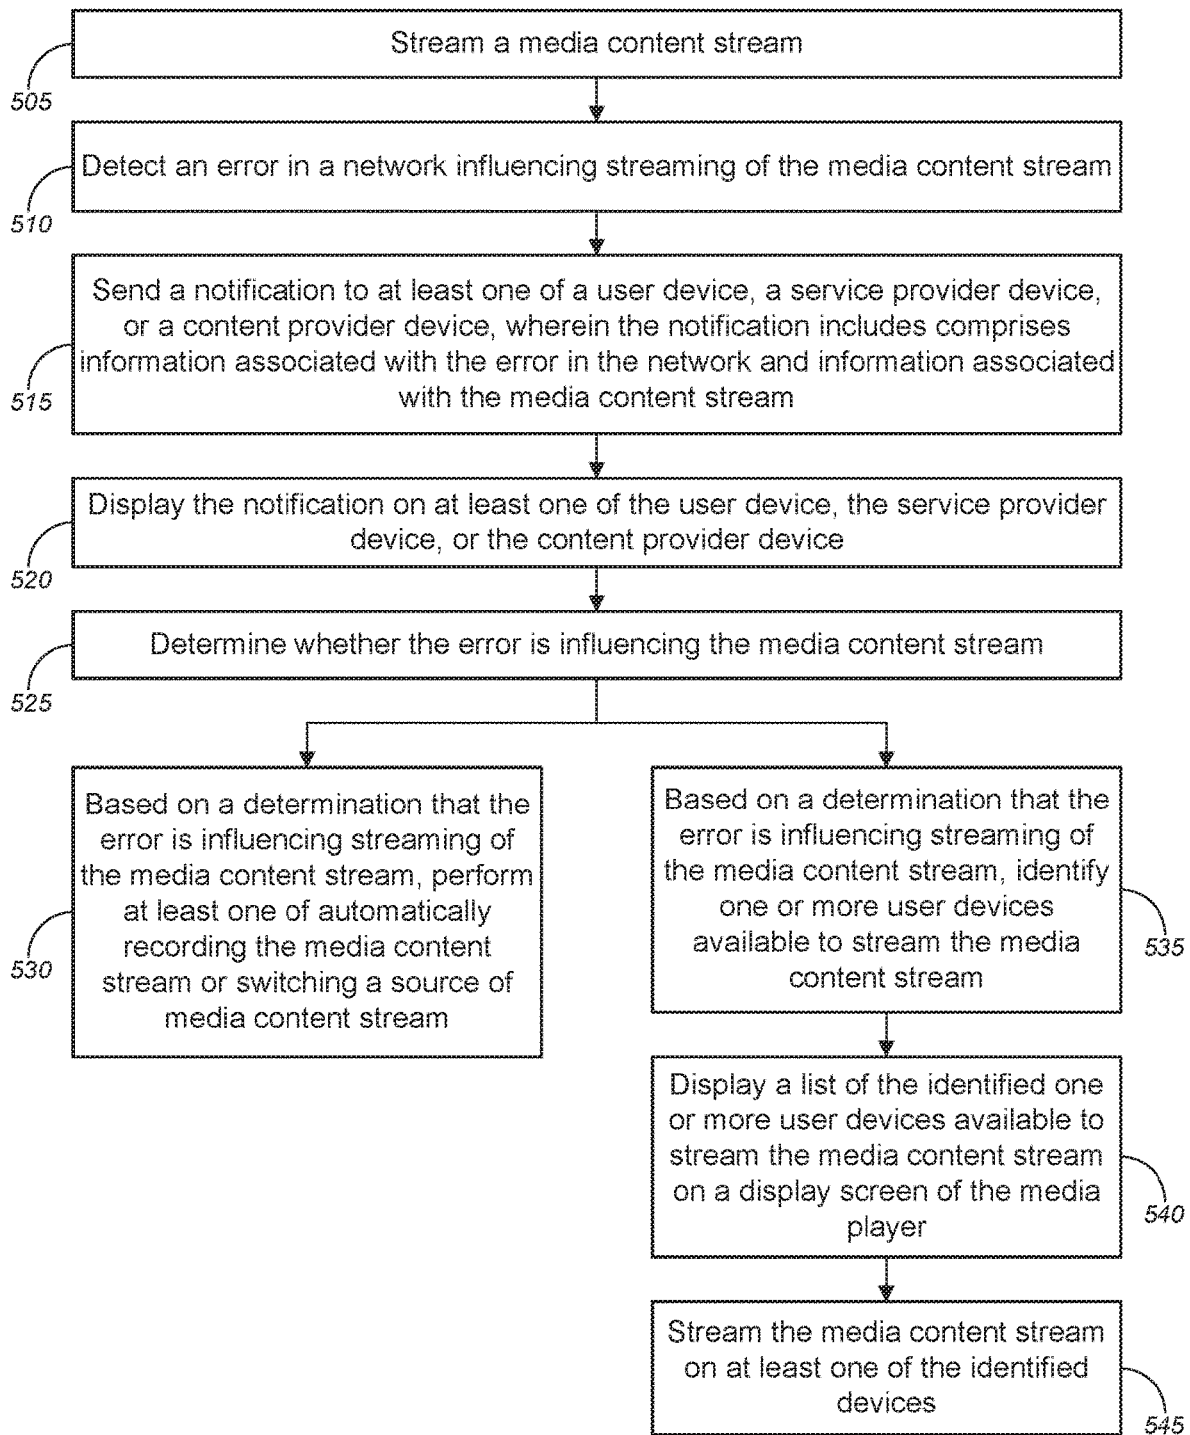 Stream a media content stream
505
Detect an error in a network influencing streaming of the media content stream
510
Send a notification to at least one of a user device, a service provider device,
or a content provider device, wherein the notification includes comprises
information associated with the error in the network and information associated
with the media content stream
515
Display the notification on at least one of the user device, the service provider
device, or the content provider device
520
Determine whether the error is influencing the media content stream
525
Based on a determination that the
error is influencing streaming of
the media content stream, perform
at least one of automatically
recording the media content
stream or switching a source of
media content stream
530
Based on a determination that the
error is influencing streaming of
the media content stream, identify
one or more user devices
available to stream the media
content stream
535
Display a list of the identified one
or more user devices available to
stream the media content stream
on a display screen of the media
player
540
Stream the media content stream
on at least one of the identified
devices
545